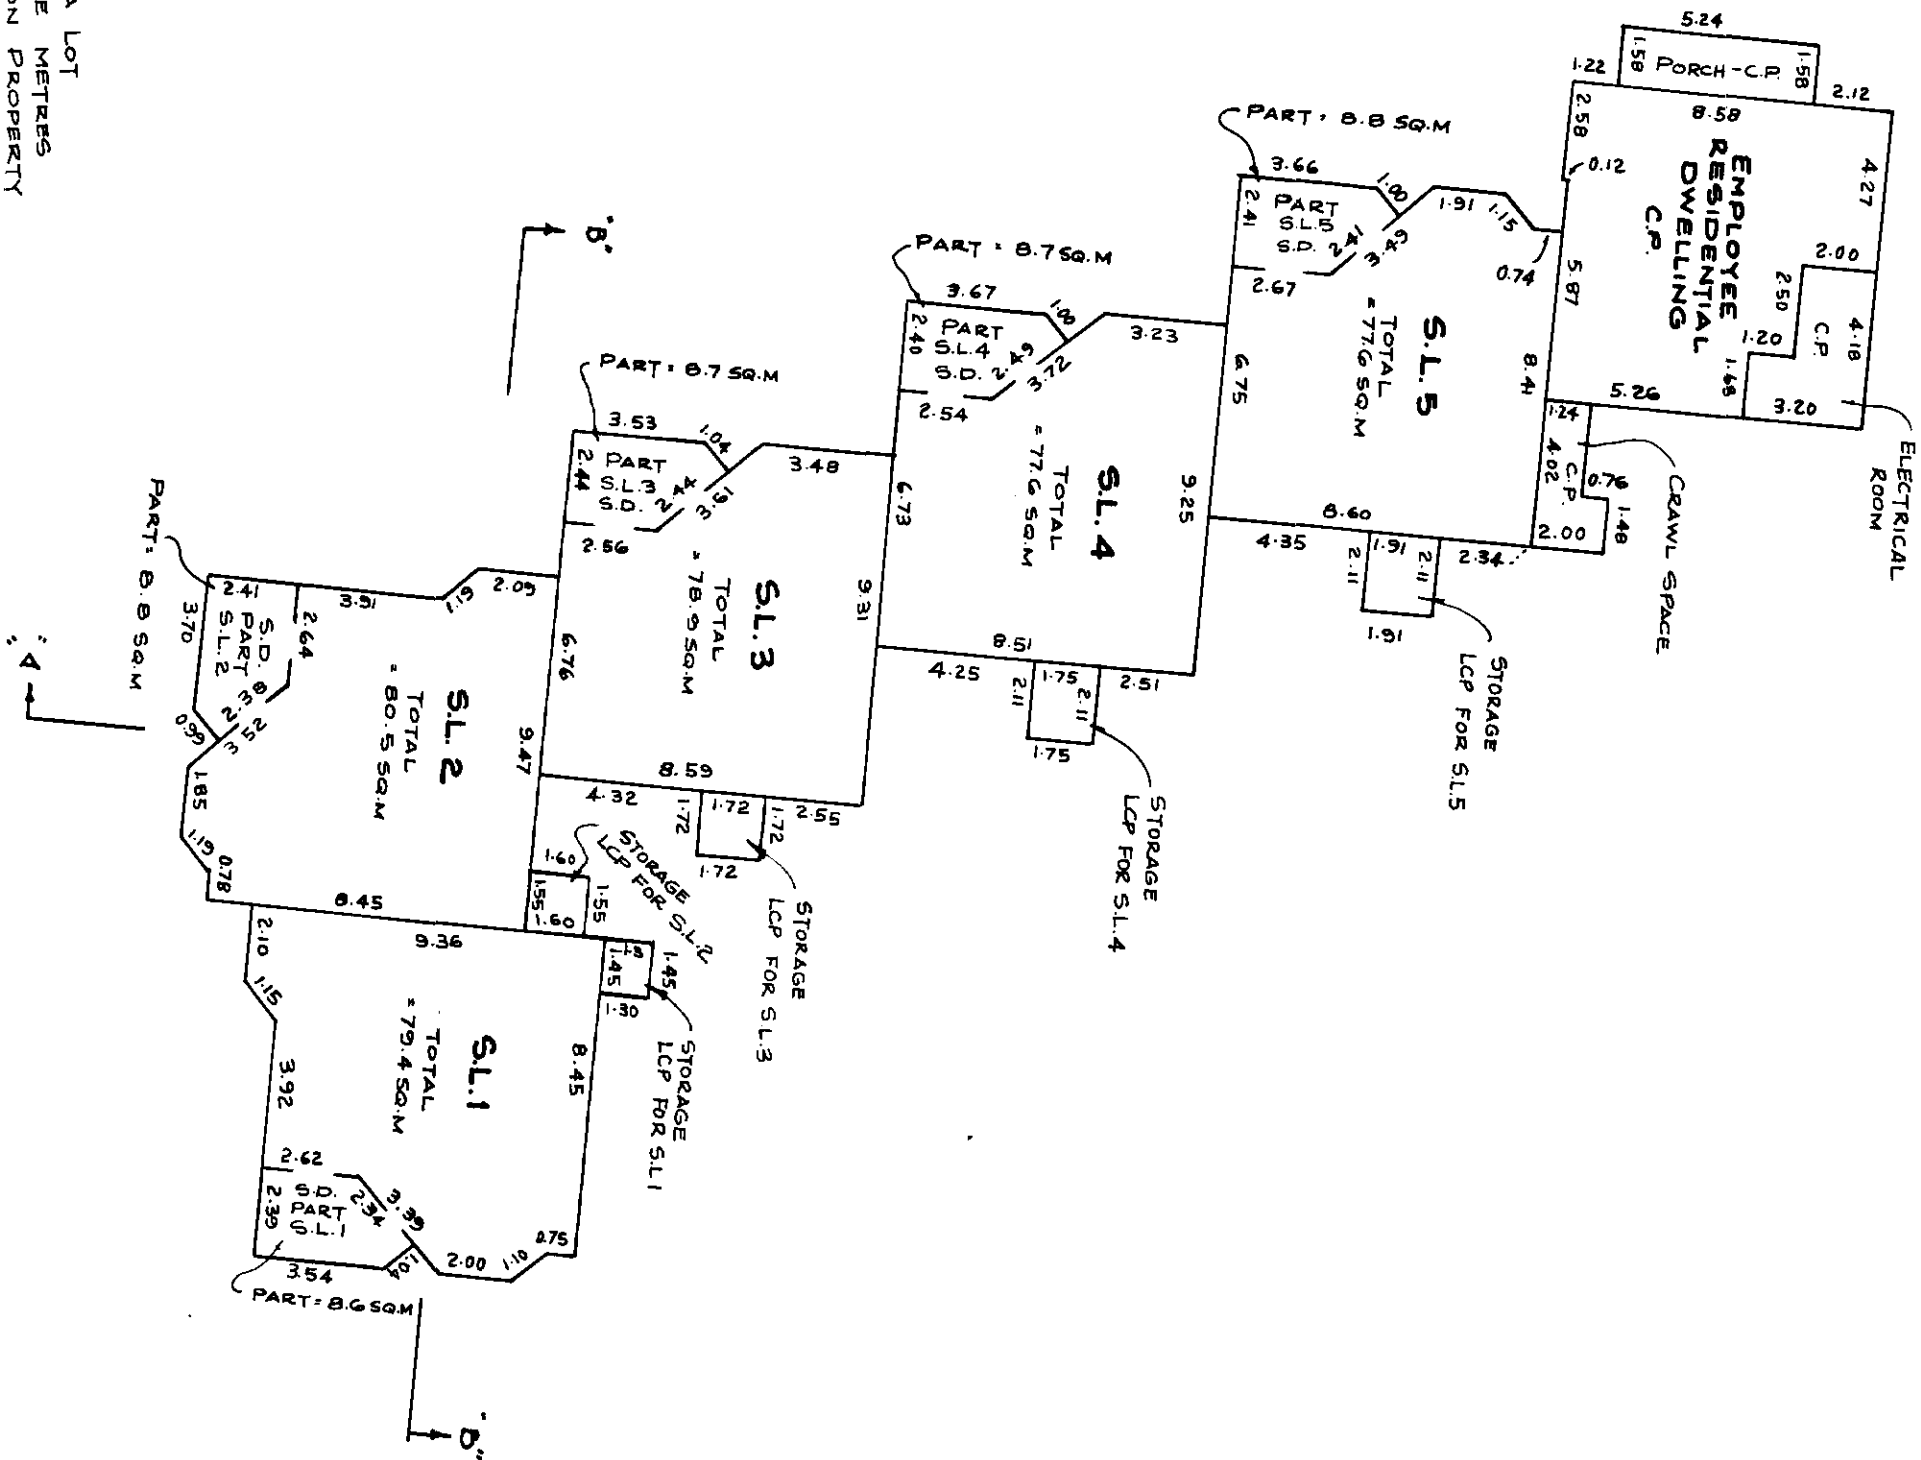 A LOT
E METRES
ON PROPERTY
5.24
1.58
PORCH - C.P.
1.58
1.22
2.12
8.58
2.58
0.12
EMPLOYEE
RESIDENTIAL
DWELLING
C.P.
4.27
2.00
2.50
C.P.
4.18
1.20
1.68
3.20
5.26
ELECTRICAL
ROOM
5.87
8.41
1.24
4.02
C.P.
0.76
1.48
2.00
CRAWL SPACE
PART = 8.8 SQ.M
3.66
1.00
1.91
1.15
0.74
2.41
PART
S.L.5
S.D.
2.41
3.49
2.67
S.L.5
TOTAL
= 77.6 SQ.M
6.75
9.25
8.60
4.35
1.91
2.34
2.11
2.11
1.91
STORAGE
LCP FOR S.L.5
PART = 8.7 SQ.M
3.67
1.00
3.23
2.40
PART
S.L.4
S.D.
2.49
3.72
2.54
S.L.4
TOTAL
= 77.6 SQ.M
6.73
9.31
8.51
4.25
1.75
2.51
2.11
2.11
1.75
STORAGE
LCP FOR S.L.4
"B"
PART = 8.7 SQ.M
3.53
1.04
3.48
2.44
PART
S.L.3
S.D.
2.44
3.61
2.56
S.L.3
TOTAL
= 78.9 SQ.M
6.76
9.47
8.59
4.32
1.72
2.55
1.72
1.72
1.72
STORAGE
LCP FOR S.L.3
PART = 8.8 SQ.M
2.41
3.91
1.19
2.09
3.70
2.64
S.D.
PART
S.L.2
2.38
3.52
0.99
1.85
1.19
0.78
S.L. 2
TOTAL
= 80.5 SQ.M
8.45
1.60
1.55
1.55
1.60
STORAGE
LCP FOR S.L.2
"A"
9.36
2.10
1.15
3.92
1.45
1.45
1.30
STORAGE
LCP FOR S.L.1
S.L.1
TOTAL
= 79.4 SQ.M
8.45
2.62
2.39
S.D.
PART
S.L.1
2.34
3.39
3.54
1.04
2.00
1.10
0.75
PART = 8.6 SQ.M